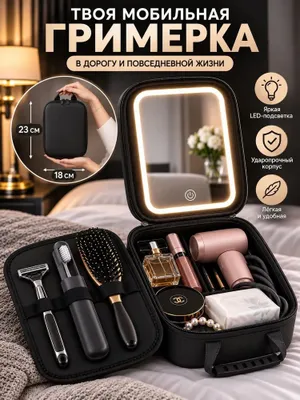 ТВОЯ МОБИЛЬНАЯ
ГРИМЕРКА
В ДОРОГУ И ПОВСЕДНЕВНОЙ ЖИЗНИ
23 см
18 см
Яркая
LED-подсветка
Ударопрочный
корпус
Лёгкая
и удобная